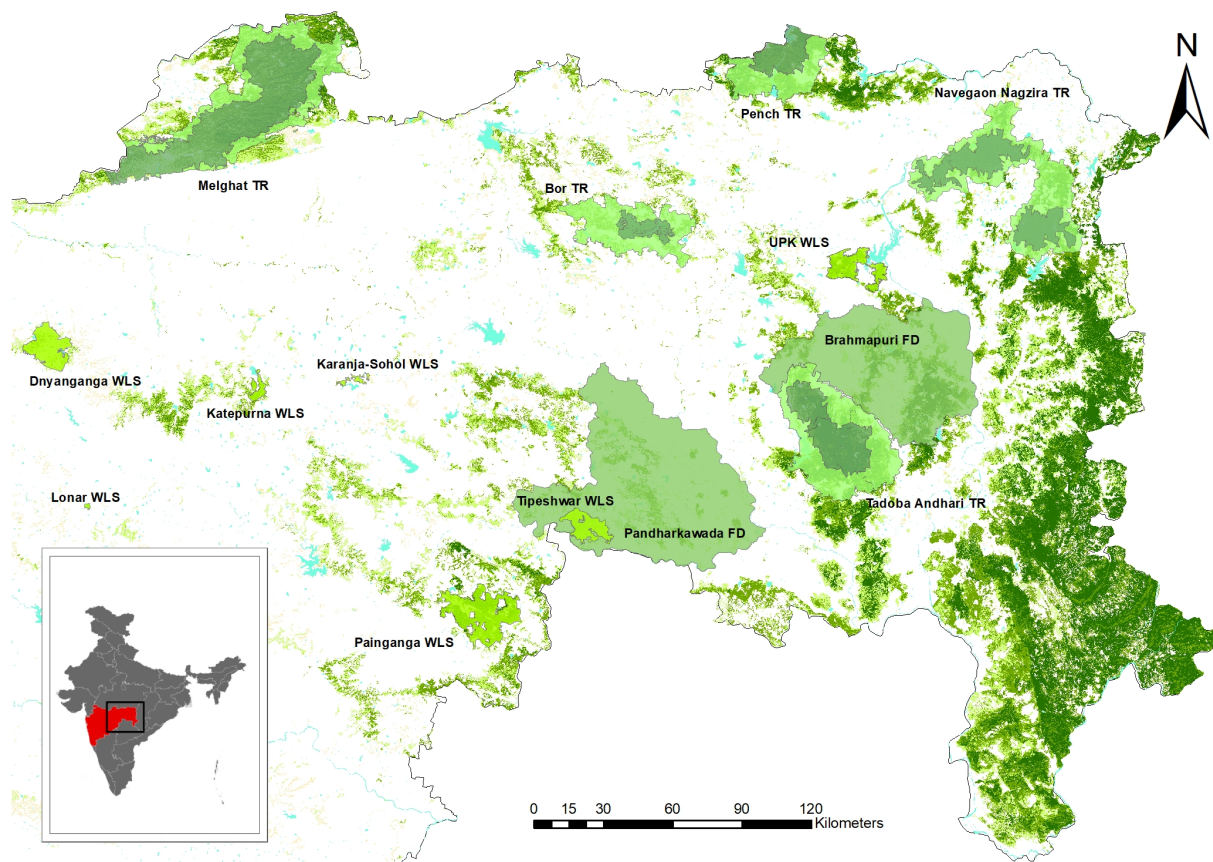 N
Navegaon Nagzira TR
Pench TR
Melghat TR
Bor TR
UPK WLS
Brahmapuri FD
Karanja-Sohol WLS
Dnyanganga WLS
Katepurna WLS
Lonar WLS
Tipeshwar WLS
Tadoba Andhari TR
Pandharkawada FD
Painganga WLS
0 15 30 60 90 120
Kilometers